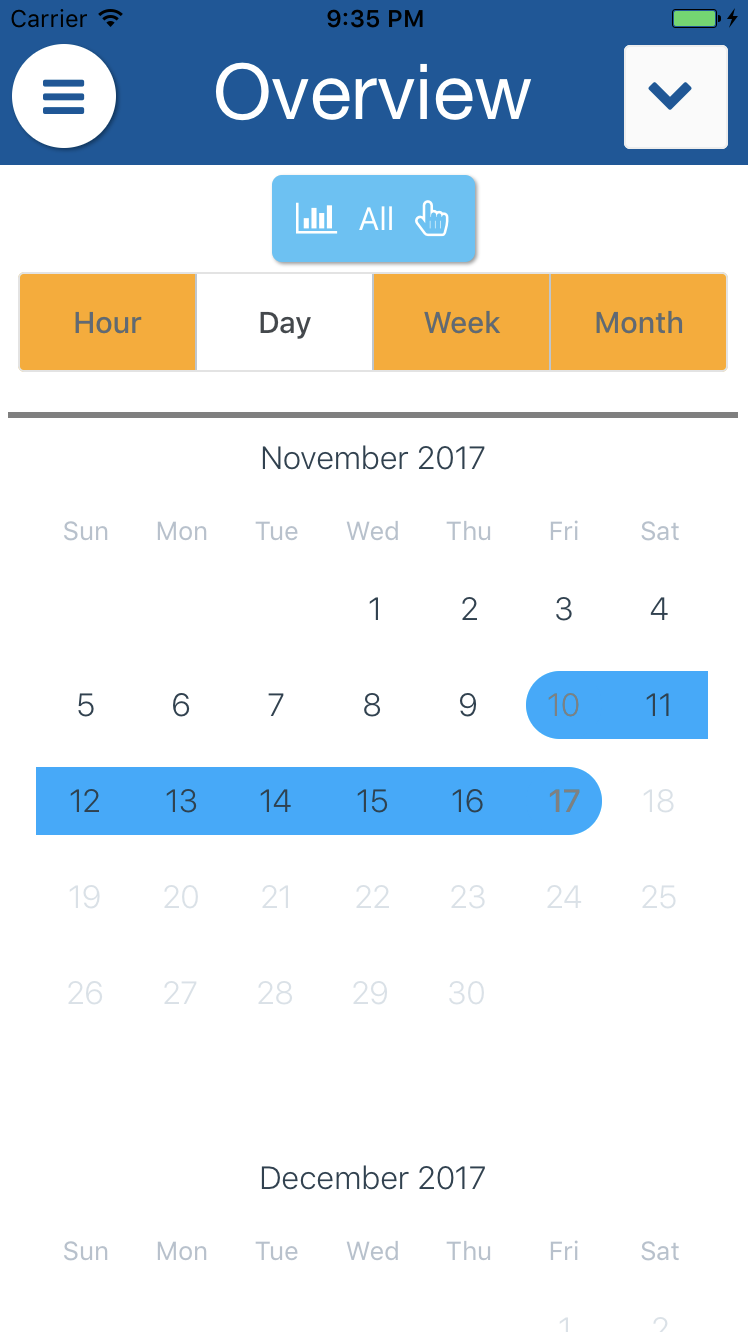 Carrier 9:35 PM
Overview
All
Hour Day Week Month
November 2017
Sun Mon Tue Wed Thu Fri Sat
1 2 3 4
5 6 7 8 9 10 11
12 13 14 15 16 17 18
19 20 21 22 23 24 25
26 27 28 29 30
December 2017
Sun Mon Tue Wed Thu Fri Sat
1 2